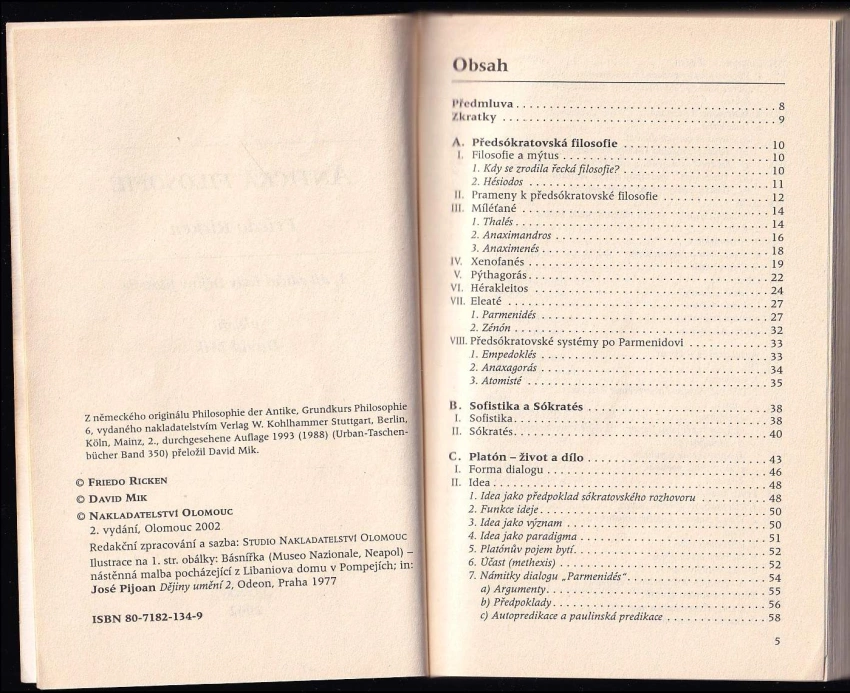 Z německého originálu Philosophie der Antike, Grundkurs Philosophie
6, vydaného nakladatelstvím Verlag W. Kohlhammer Stuttgart, Berlin,
Köln, Mainz, 2., durchgesehene Auflage 1993 (1988) (Urban-Taschen-
bücher Band 350) přeložil David Mik.
© FRIEDO RICKEN
© DAVID MIK
© NAKLADATELSTVÍ OLOMOUC
2. vydání, Olomouc 2002
Redakční zpracování a sazba: STUDIO NAKLADATELSTVÍ OLOMOUC
Ilustrace na 1. str. obálky: Básnířka (Museo Nazionale, Neapol) –
nástěnná malba pocházející z Libaniova domu v Pompejích; in:
José Pijoan Dějiny umění 2, Odeon, Praha 1977
ISBN 80-7182-134-9
Obsah
Předmluva . . . 8
Zkratky . . . 9
A. Předsókratovská filosofie . . . 10
I. Filosofie a mýtus . . . 10
1. Kdy se zrodila řecká filosofie? . . . 10
2. Hésiodos . . . 11
II. Prameny k předsókratovské filosofie . . . 12
III. Míléťané . . . 14
1. Thalés . . . 14
2. Anaximandros . . . 16
3. Anaximenés . . . 18
IV. Xenofanés . . . 19
V. Pýthagorás . . . 22
VI. Hérakleitos . . . 24
VII. Eleaté . . . 27
1. Parmenidés . . . 27
2. Zénón . . . 32
VIII. Předsókratovské systémy po Parmenidovi . . . 33
1. Empedoklés . . . 33
2. Anaxagorás . . . 34
3. Atomisté . . . 35
B. Sofistika a Sókratés . . . 38
I. Sofistika . . . 38
II. Sókratés . . . 40
C. Platón – život a dílo . . . 43
I. Forma dialogu . . . 46
II. Idea . . . 48
1. Idea jako předpoklad sókratovského rozhovoru . . . 48
2. Funkce ideje . . . 50
3. Idea jako význam . . . 50
4. Idea jako paradigma . . . 51
5. Platónův pojem bytí . . . 52
6. Účast (methexis) . . . 52
7. Námitky dialogu „Parmenidés“ . . . 54
a) Argumenty . . . 55
b) Předpoklady . . . 56
c) Autopredikace a paulinská predikace . . . 58
5